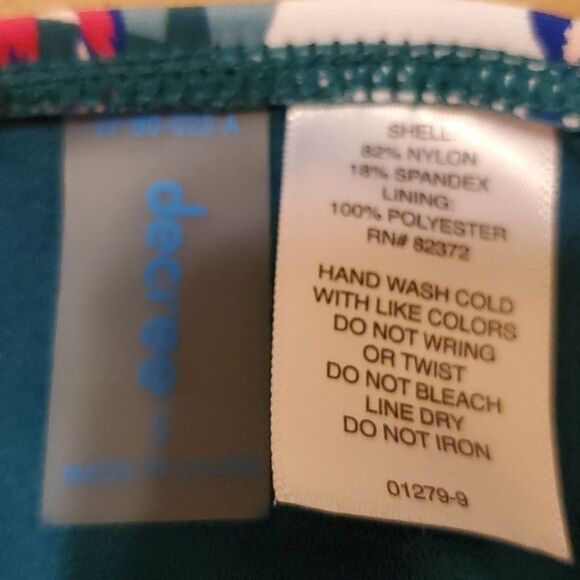 decree
SHELL:
82% NYLON
18% SPANDEX
LINING:
100% POLYESTER
RN# 82372
HAND WASH COLD
WITH LIKE COLORS
DO NOT WRING
OR TWIST
DO NOT BLEACH
LINE DRY
DO NOT IRON
01279-9